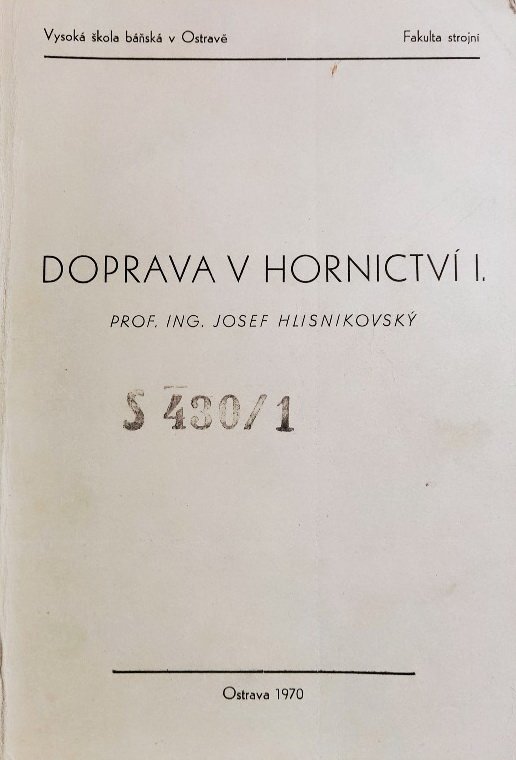 Vysoká škola báňská v Ostravě Fakulta strojní
DOPRAVA V HORNICTVÍ I.
PROF. ING. JOSEF HLISNIKOVSKÝ
S 430/1
Ostrava 1970